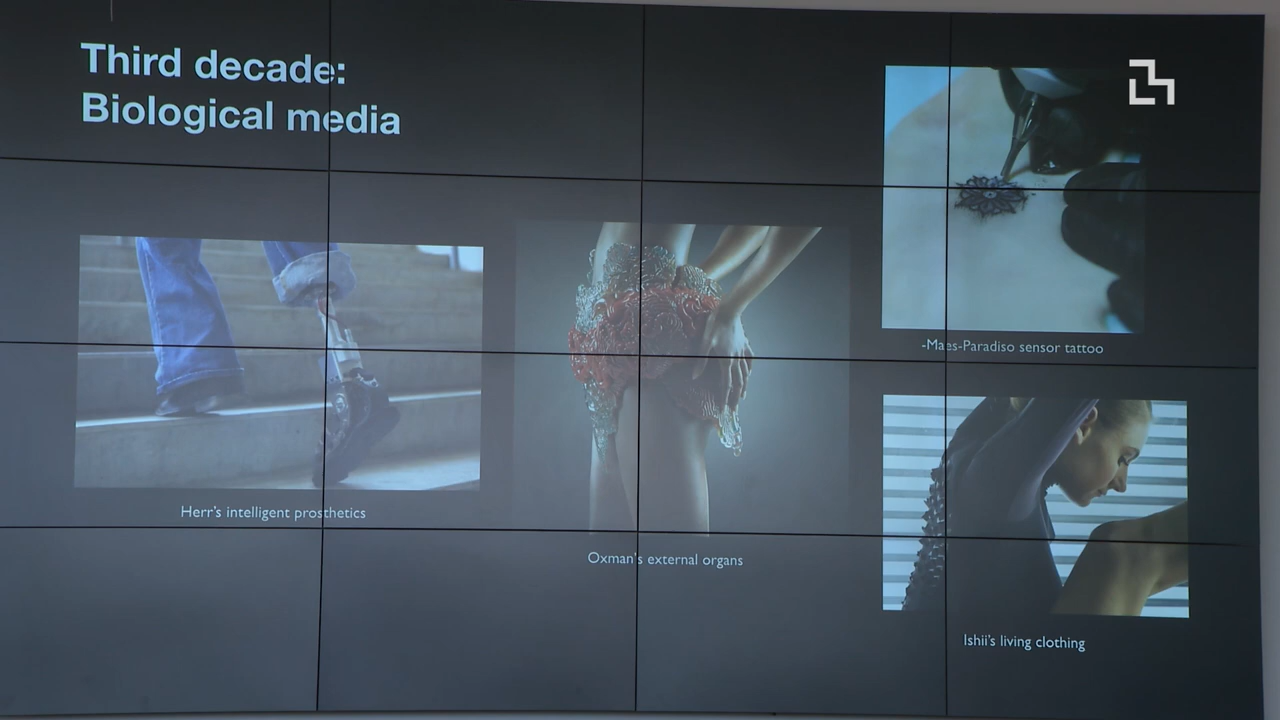 Third decade:
Biological media
-Maes-Paradiso sensor tattoo
Herr's intelligent prosthetics
Oxman's external organs
Ishii's living clothing